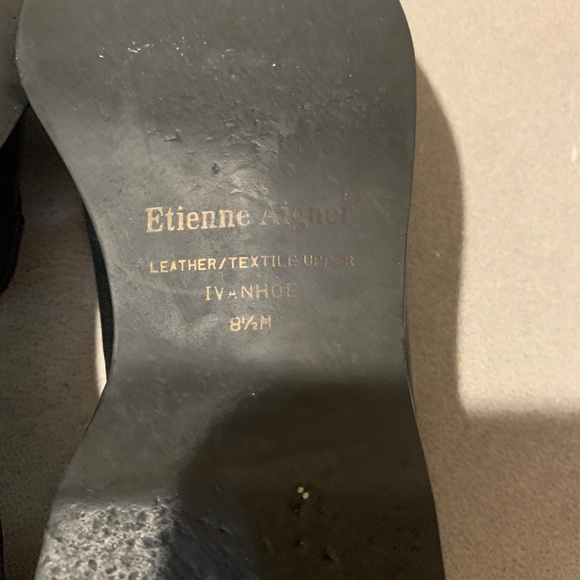 Etienne Aigner®
LEATHER/TEXTILE UPPER
IVANHOE
8½M